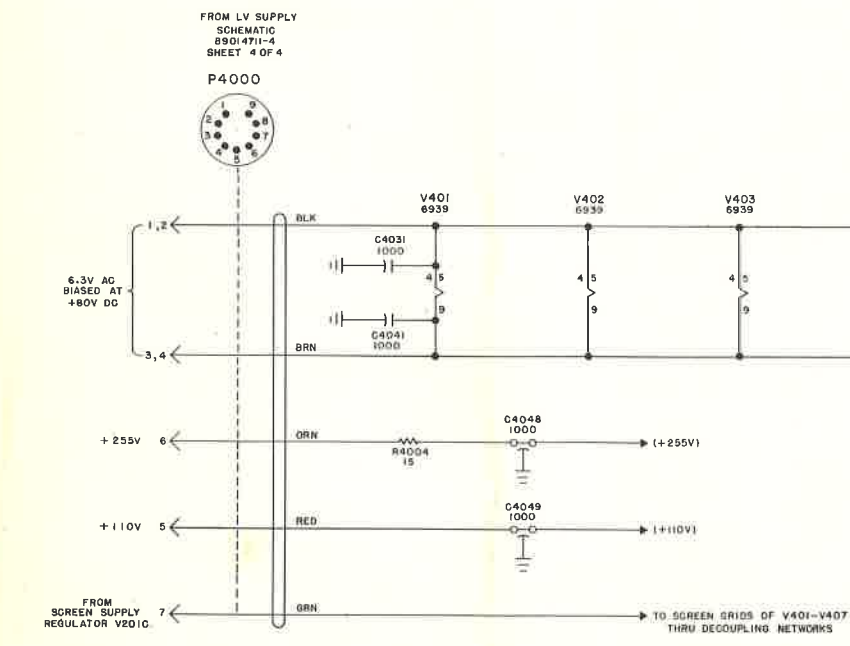 FROM LV SUPPLY
SCHEMATIC
89014711-4
SHEET 4 OF 4
P4000
1 9
2 8
3 7
4 6
5
V401
6939
V402
6939
V403
6939
1,2
BLK
C4031
1000
4 5
4 5
4 5
6.3V AC
BIASED AT
+80V DC
9
9
9
C4041
1000
3,4
BRN
+255V 6
ORN
R4004
15
C4048
1000
(+255V)
+110V 5
RED
C4049
1000
(+110V)
FROM
SCREEN SUPPLY
REGULATOR V201C
7
GRN
TO SCREEN GRIDS OF V401-V407
THRU DECOUPLING NETWORKS